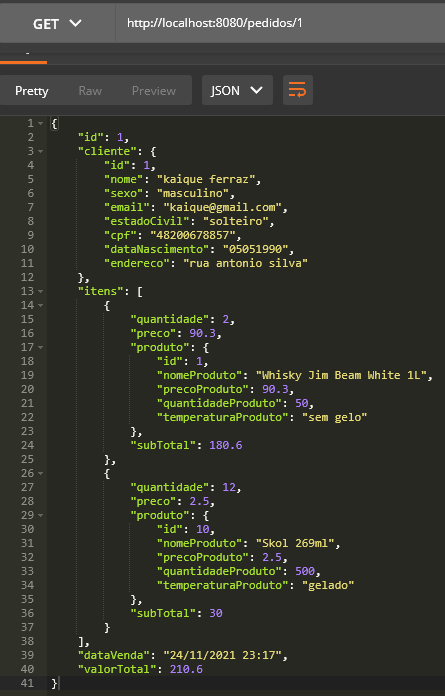 GET http://localhost:8080/pedidos/1
Pretty Raw Preview JSON
1 {
2 "id": 1,
3 "cliente": {
4 "id": 1,
5 "nome": "kaique ferraz",
6 "sexo": "masculino",
7 "email": "kaique@gmail.com",
8 "estadoCivil": "solteiro",
9 "cpf": "48200678857",
10 "dataNascimento": "05051990",
11 "endereco": "rua antonio silva"
12 },
13 "itens": [
14 {
15 "quantidade": 2,
16 "preco": 90.3,
17 "produto": {
18 "id": 1,
19 "nomeProduto": "Whisky Jim Beam White 1L",
20 "precoProduto": 90.3,
21 "quantidadeProduto": 50,
22 "temperaturaProduto": "sem gelo"
23 },
24 "subTotal": 180.6
25 },
26 {
27 "quantidade": 12,
28 "preco": 2.5,
29 "produto": {
30 "id": 10,
31 "nomeProduto": "Skol 269ml",
32 "precoProduto": 2.5,
33 "quantidadeProduto": 500,
34 "temperaturaProduto": "gelado"
35 },
36 "subTotal": 30
37 }
38 ],
39 "dataVenda": "24/11/2021 23:17",
40 "valorTotal": 210.6
41 }